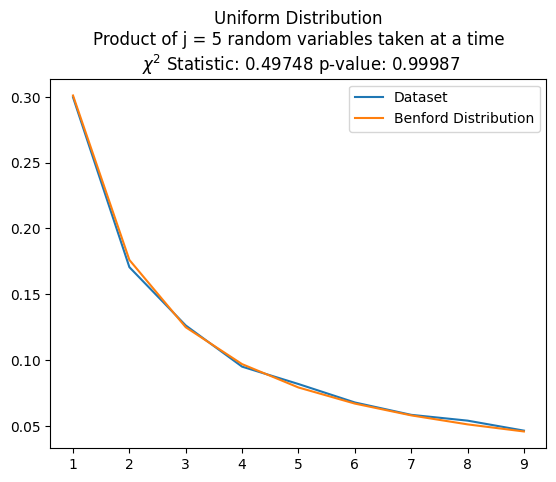 Uniform Distribution
Product of j = 5 random variables taken at a time
χ² Statistic: 0.49748 p-value: 0.99987
Dataset
Benford Distribution
0.30
0.25
0.20
0.15
0.10
0.05
1 2 3 4 5 6 7 8 9